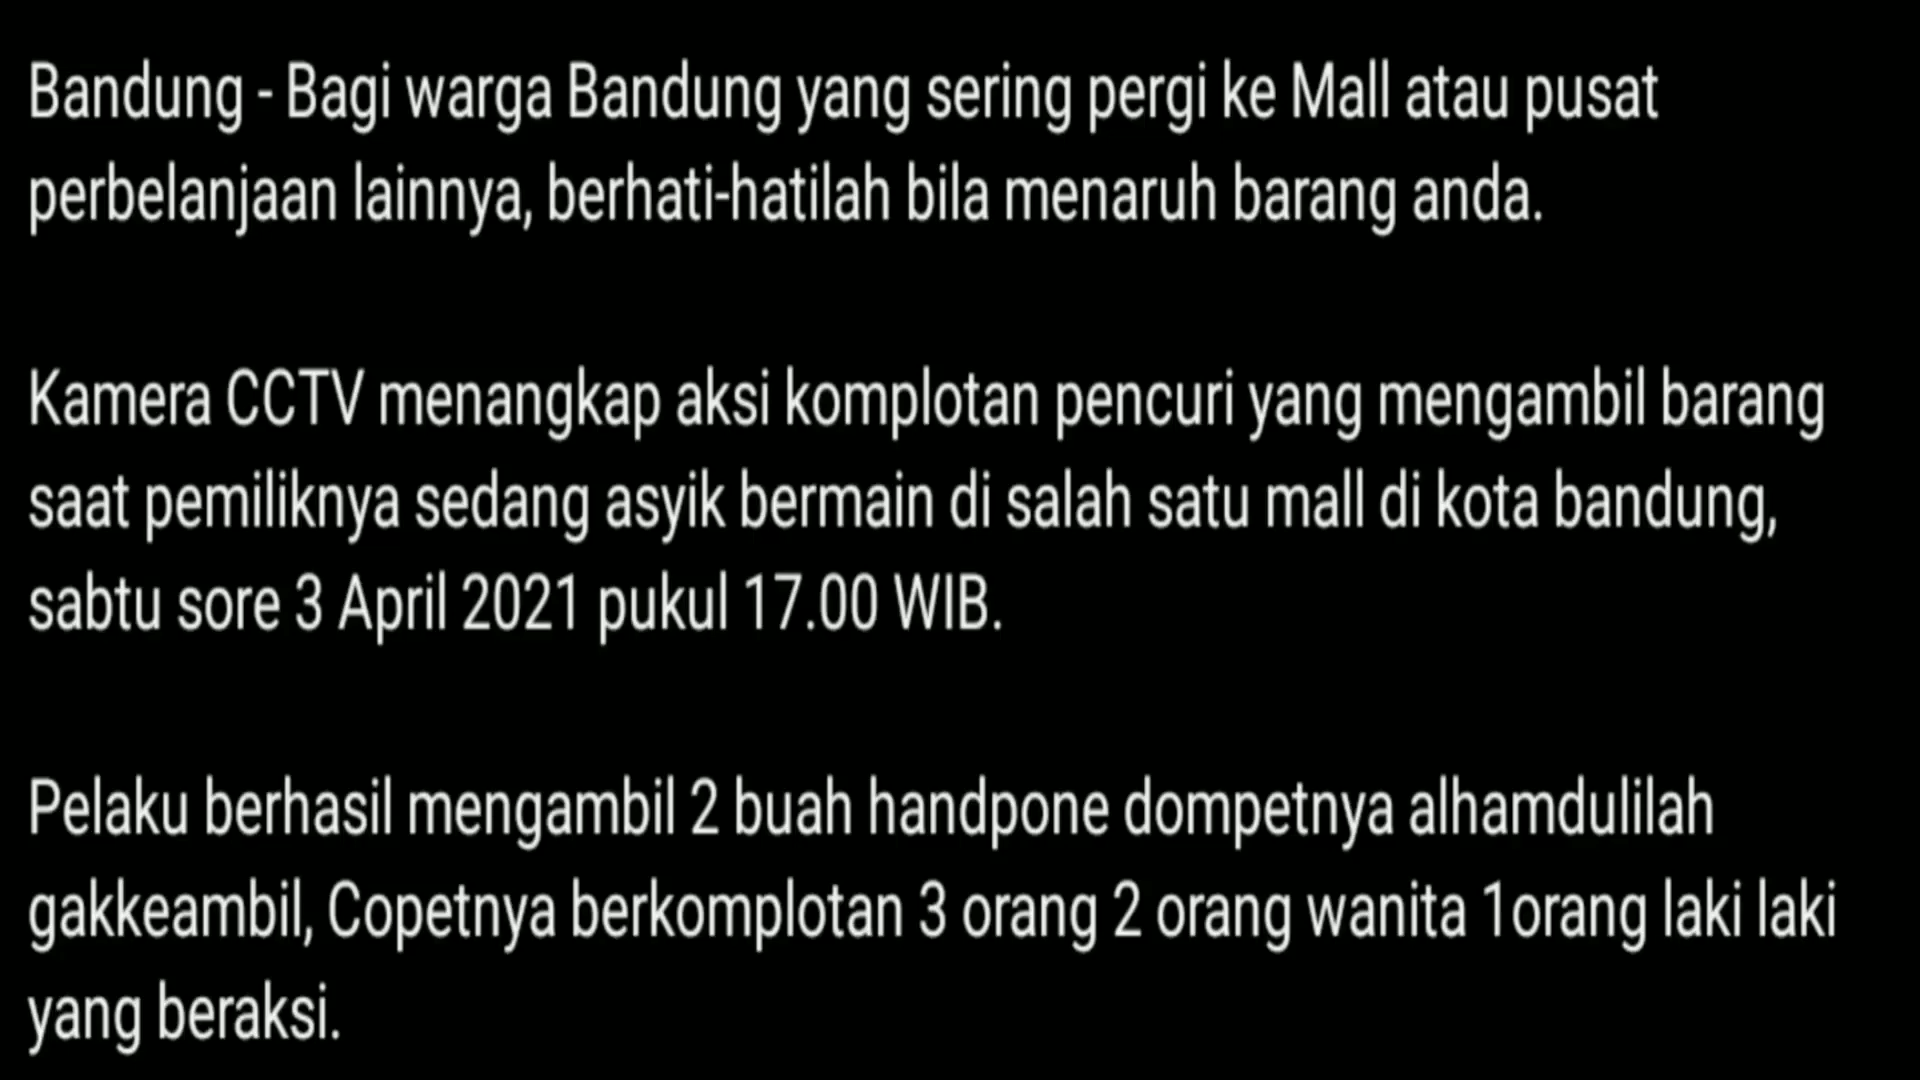 Bandung - Bagi warga Bandung yang sering pergi ke Mall atau pusat
perbelanjaan lainnya, berhati-hatilah bila menaruh barang anda.
Kamera CCTV menangkap aksi komplotan pencuri yang mengambil barang
saat pemiliknya sedang asyik bermain di salah satu mall di kota bandung,
sabtu sore 3 April 2021 pukul 17.00 WIB.
Pelaku berhasil mengambil 2 buah handpone dompetnya alhamdulilah
gakkeambil, Copetnya berkomplotan 3 orang 2 orang wanita 1orang laki laki
yang beraksi.